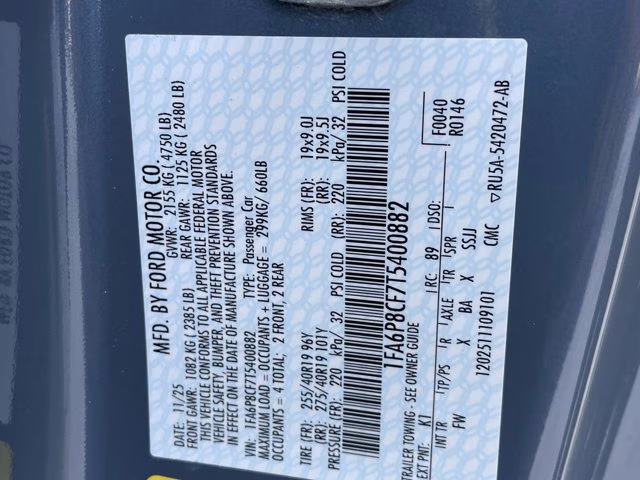 MFD. BY FORD MOTOR CO.
DATE: 11/25 GVWR: 2155 KG ( 4750 LB)
FRONT GAWR: 1082 KG ( 2385 LB) REAR GAWR: 1125 KG ( 2480 LB)
THIS VEHICLE CONFORMS TO ALL APPLICABLE FEDERAL MOTOR
VEHICLE SAFETY, BUMPER, AND THEFT PREVENTION STANDARDS
IN EFFECT ON THE DATE OF MANUFACTURE SHOWN ABOVE.
VIN: 1FA6P8CF7T5400882 TYPE: Passenger Car
MAXIMUM LOAD = OCCUPANTS + LUGGAGE = 299KG/ 660LB
OCCUPANTS = 4 TOTAL; 2 FRONT, 2 REAR
TIRE (FR): 255/40R19 96Y RIMS (FR): 19x9.0J
(RR): 275/40R19 101Y (RR): 19x9.5J
PRESSURE (FR): 220 kPa/ 32 PSI COLD (RR): 220 kPa/ 32 PSI COLD
1FA6P8CF7T5400882
TRAILER TOWING - SEE OWNER GUIDE F0040
EXT PNT: K1 RC: 89 DSO: R0146
INT TR TP/PS R AXLE TR SPR
FW X BA X SSJJ
12025111109101 CMC ▽RU5A-5420472-AB